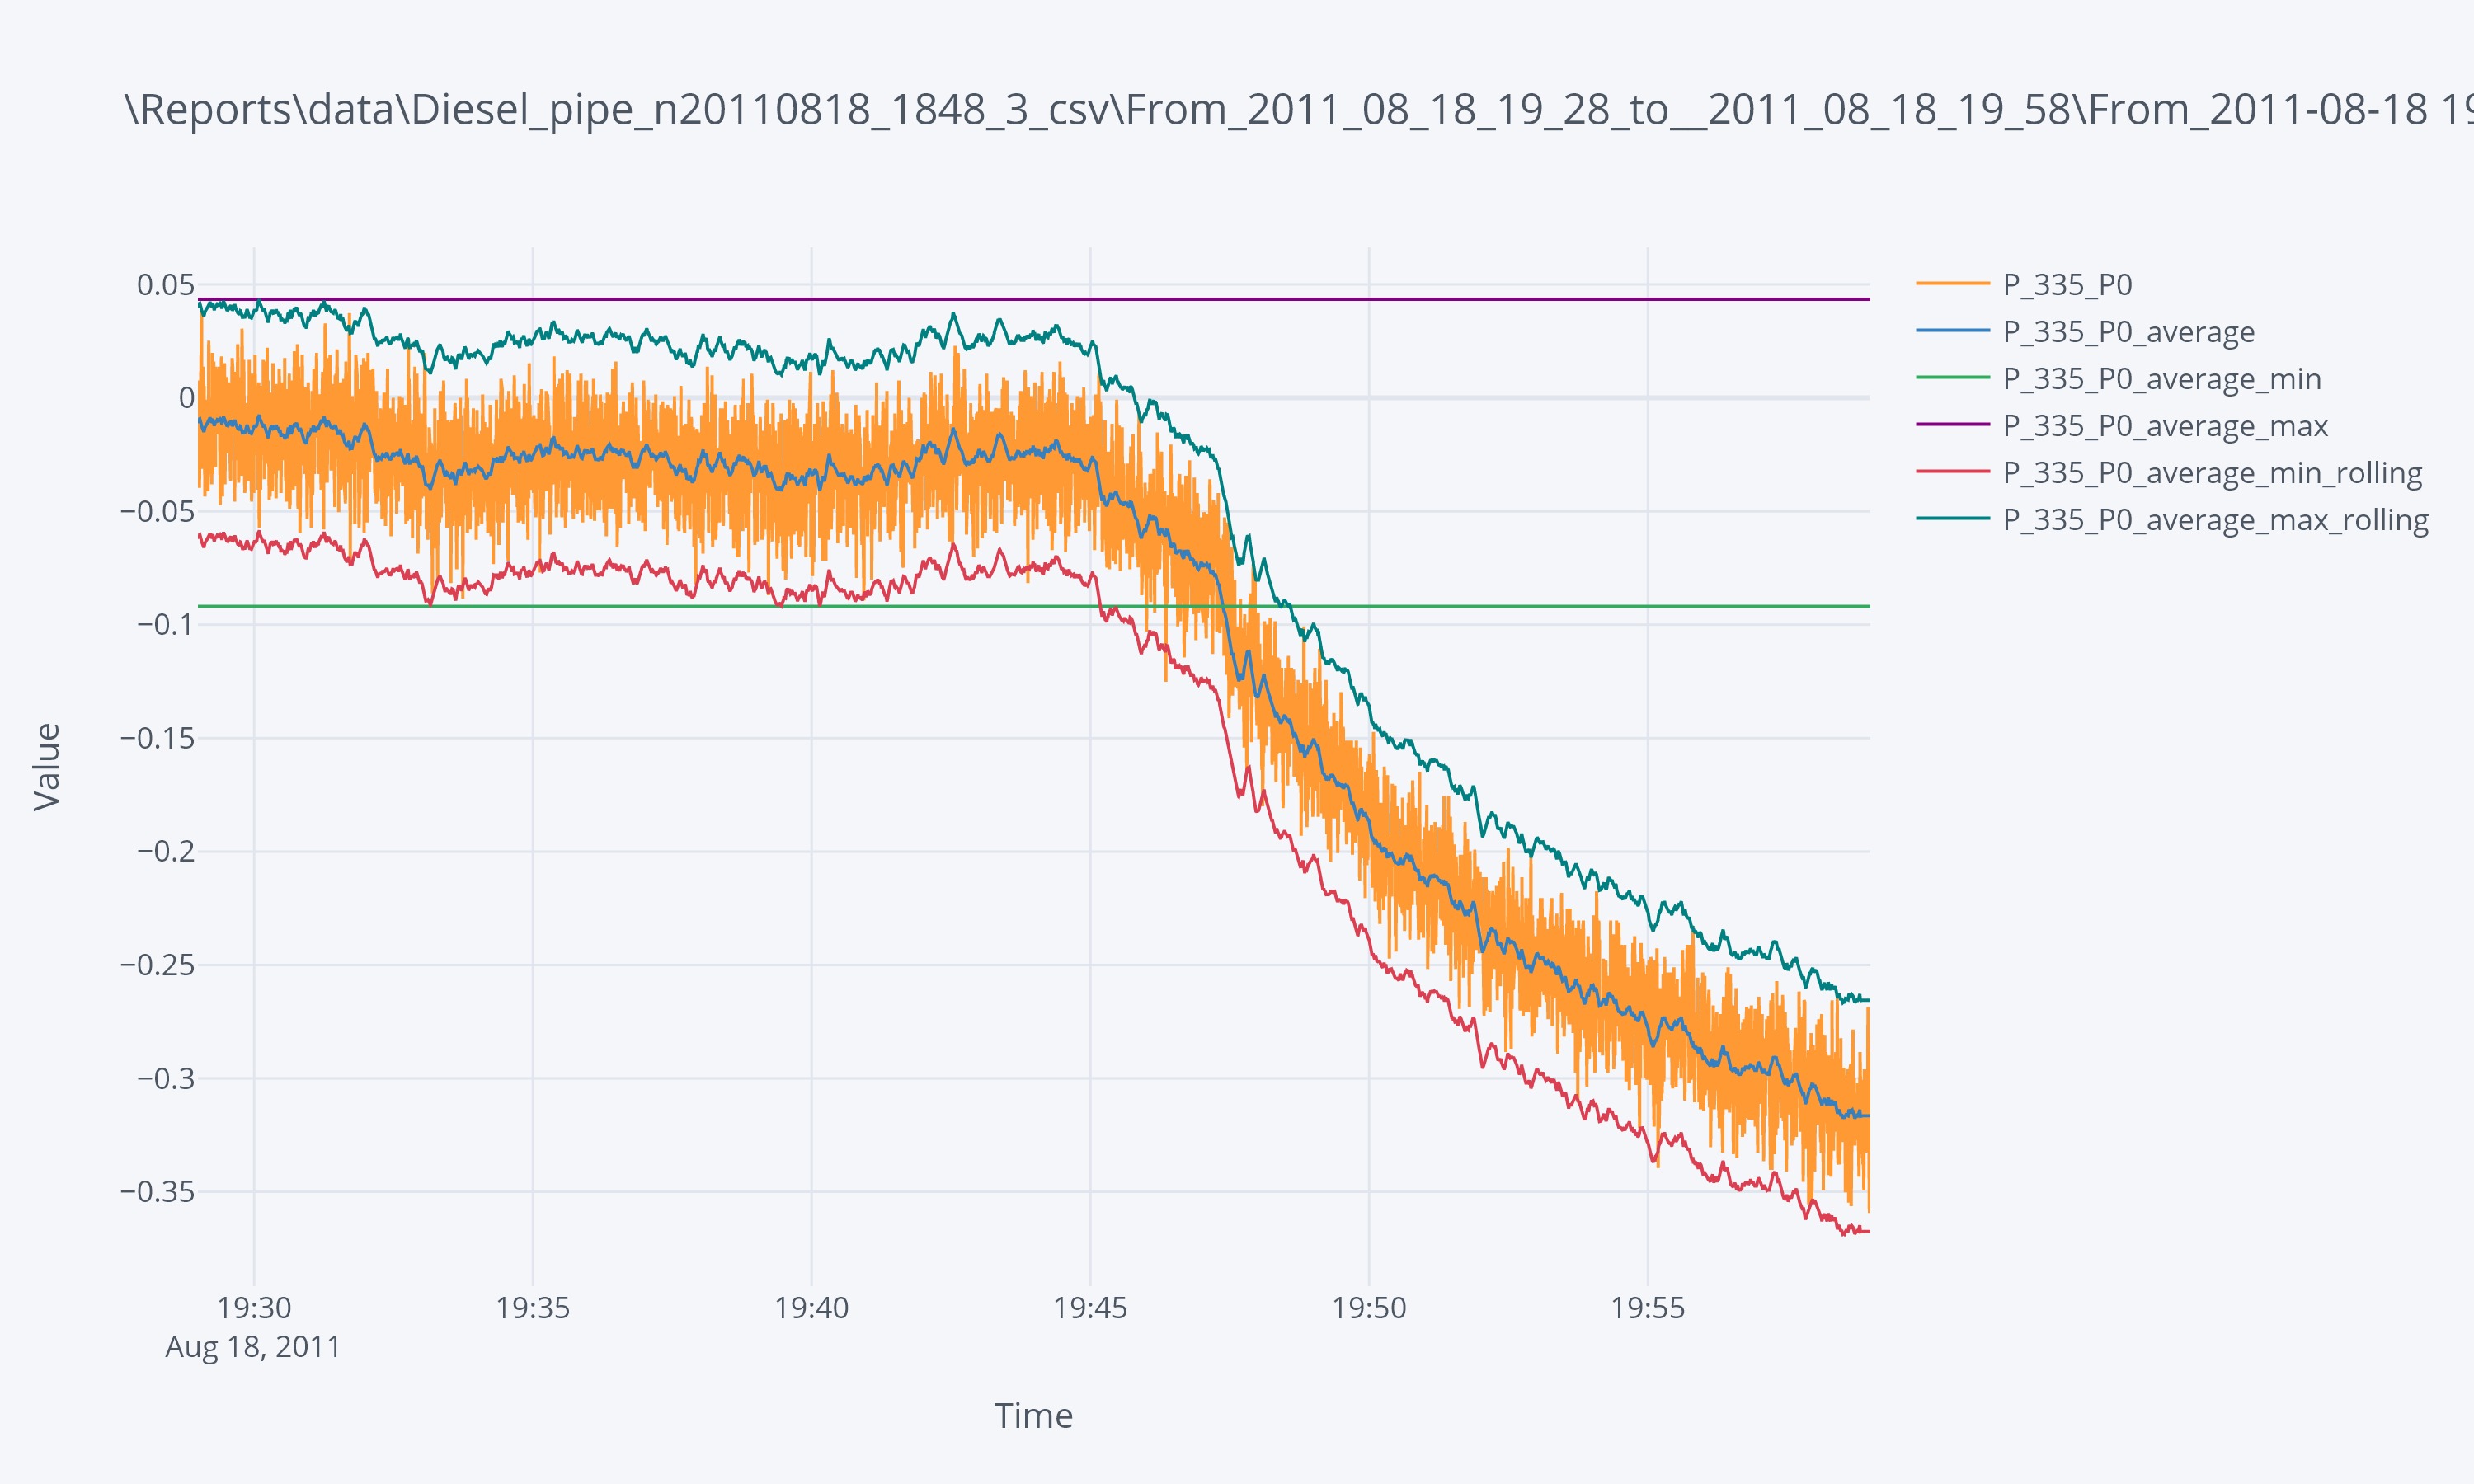 \Reports\data\Diesel_pipe_n20110818_1848_3_csv\From_2011_08_18_19_28_to__2011_08_18_19_58\From_2011-08-18 19
0.05
0
−0.05
−0.1
−0.15
−0.2
−0.25
−0.3
−0.35
Value
19:30
Aug 18, 2011
19:35
19:40
19:45
19:50
19:55
Time
P_335_P0
P_335_P0_average
P_335_P0_average_min
P_335_P0_average_max
P_335_P0_average_min_rolling
P_335_P0_average_max_rolling